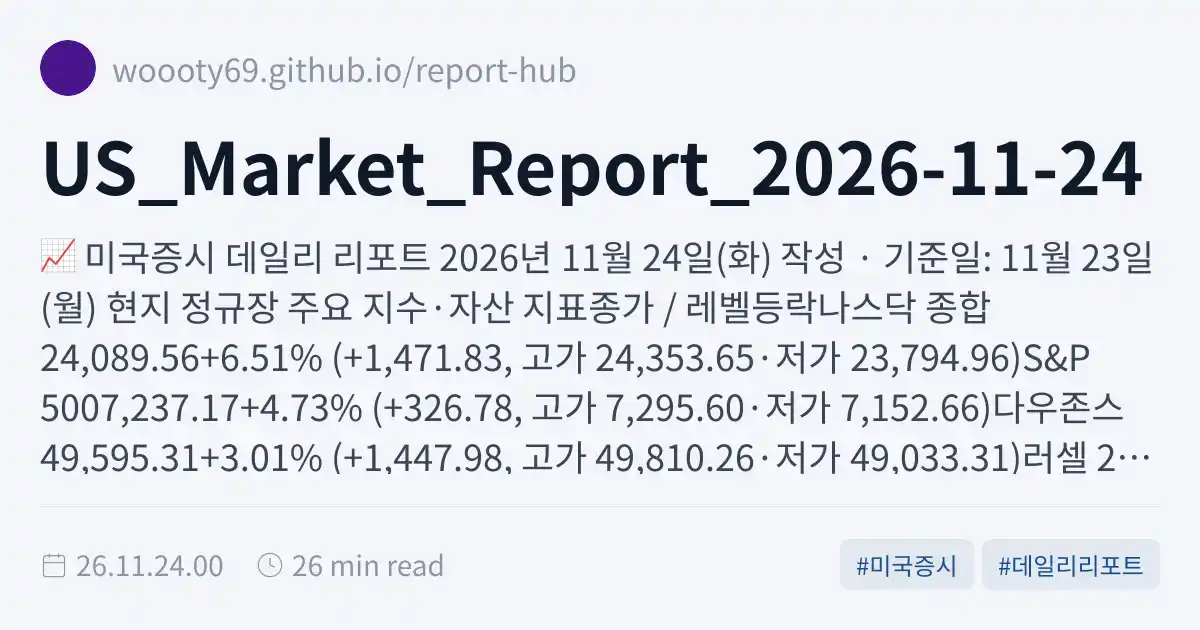 woooty69.github.io/report-hub
US_Market_Report_2026-11-24
📈 미국증시 데일리 리포트 2026년 11월 24일(화) 작성 · 기준일: 11월 23일
(월) 현지 정규장 주요 지수·자산 지표종가 / 레벨등락나스닥 종합
24,089.56+6.51% (+1,471.83, 고가 24,353.65·저가 23,794.96)S&P
5007,237.17+4.73% (+326.78, 고가 7,295.60·저가 7,152.66)다우존스
49,595.31+3.01% (+1,447.98, 고가 49,810.26·저가 49,033.31)러셀 2…
26.11.24.00 26 min read #미국증시 #데일리리포트